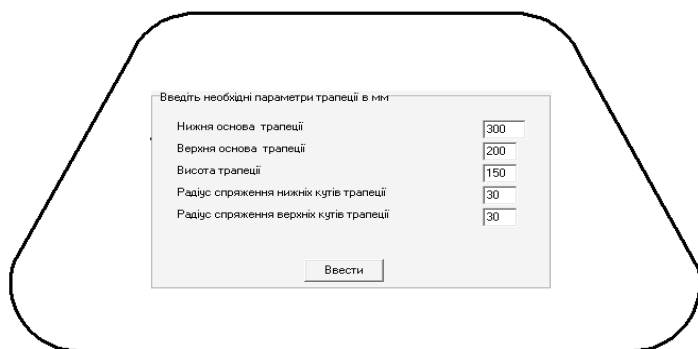 Введіть необхідні параметри трапеції в мм
Нижня основа трапеції 300
Верхня основа трапеції 200
Висота трапеції 150
Радіус спряження нижніх кутів трапеції 30
Радіус спряження верхніх кутів трапеції 30
Ввести